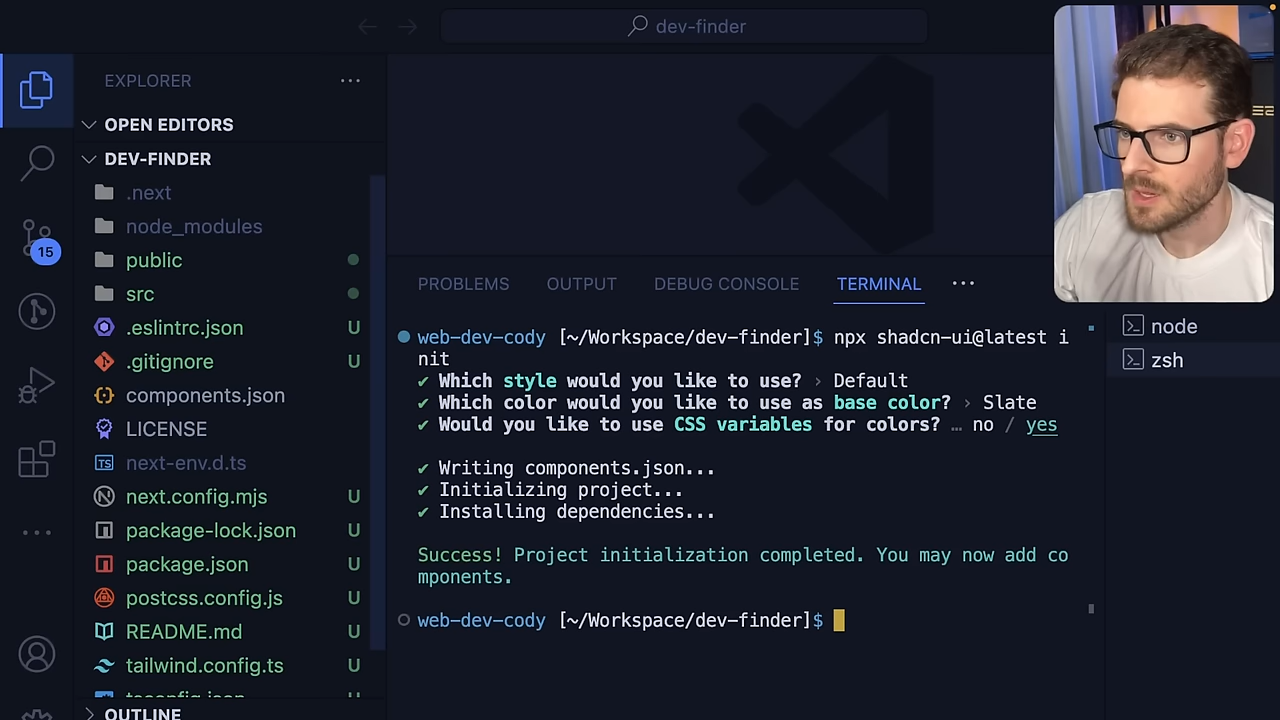 dev-finder
EXPLORER
OPEN EDITORS
DEV-FINDER
.next
node_modules
public
src
.eslintrc.json U
.gitignore U
components.json
LICENSE
next-env.d.ts
next.config.mjs U
package-lock.json U
package.json U
postcss.config.js U
README.md U
tailwind.config.ts U
tsconfig.json U
OUTLINE
15
PROBLEMS OUTPUT DEBUG CONSOLE TERMINAL
web-dev-cody [~/Workspace/dev-finder]$ npx shadcn-ui@latest i
nit
✔ Which style would you like to use? › Default
✔ Which color would you like to use as base color? › Slate
✔ Would you like to use CSS variables for colors? … no / yes
✔ Writing components.json...
✔ Initializing project...
✔ Installing dependencies...
Success! Project initialization completed. You may now add co
mponents.
web-dev-cody [~/Workspace/dev-finder]$
node
zsh